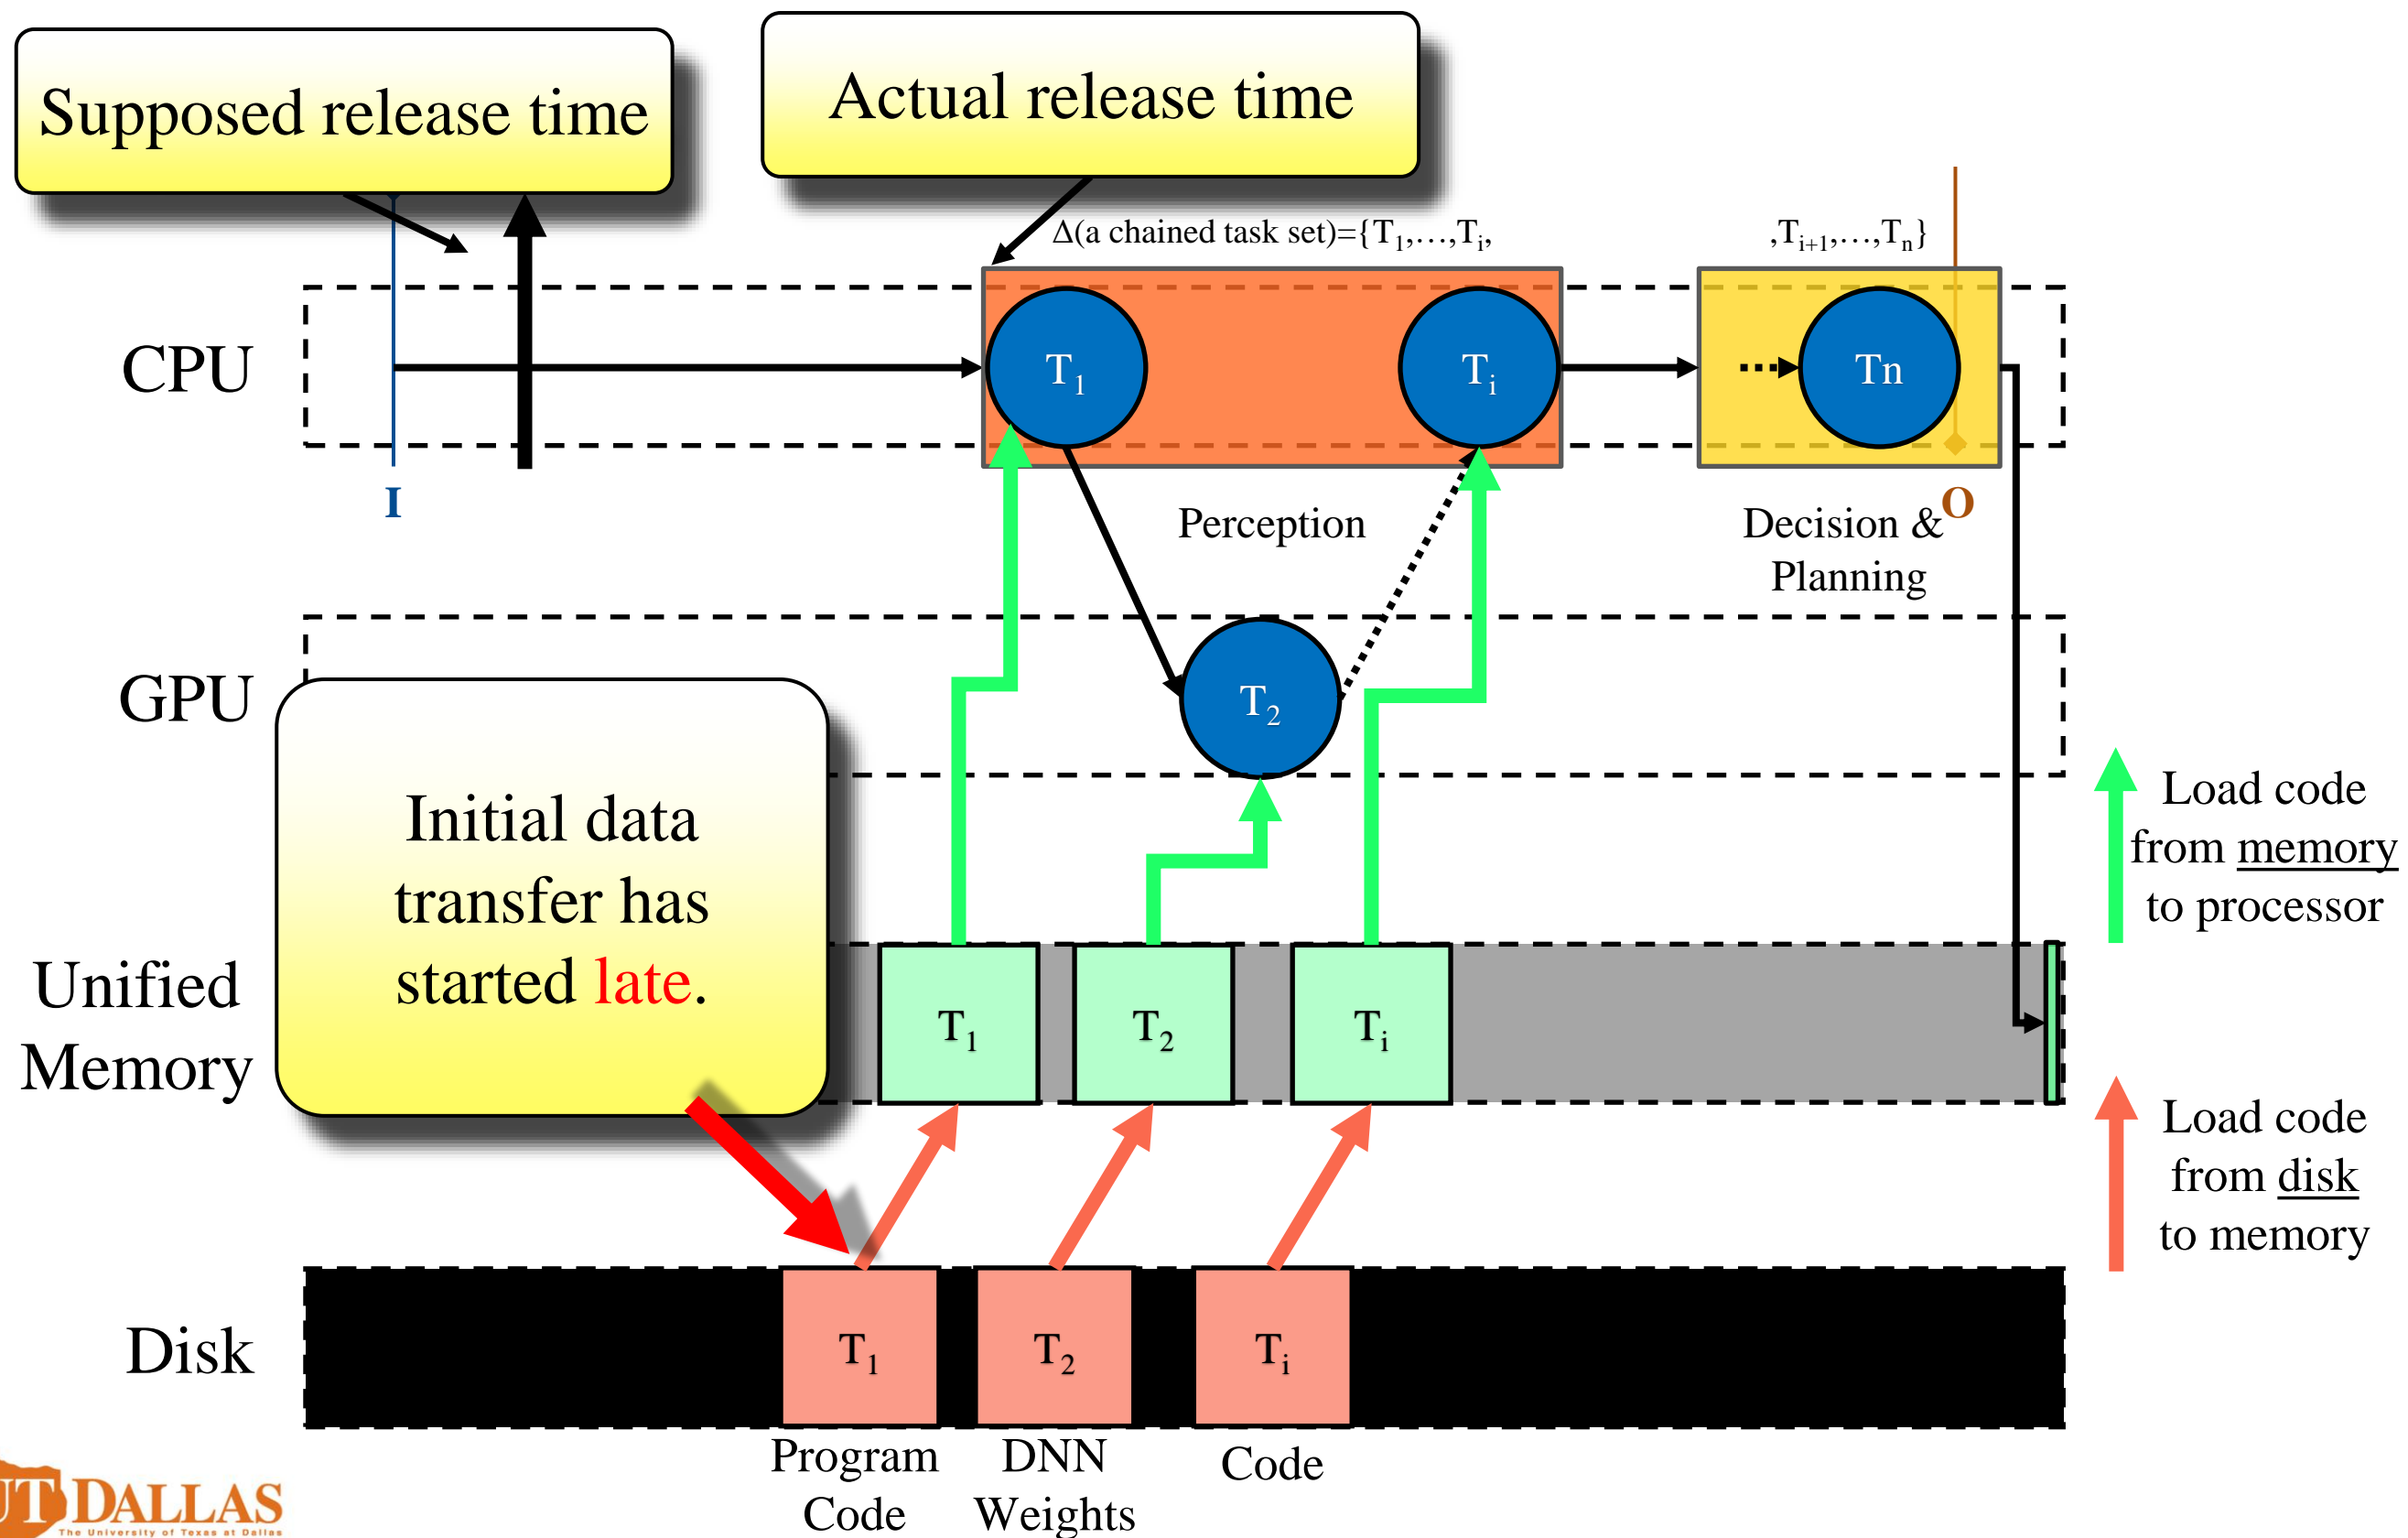 Supposed release time
Actual release time
Δ(a chained task set)={T₁,…,Tᵢ,
,Tᵢ₊₁,…,Tₙ}
CPU
T₁
Tᵢ
Tn
I
Perception
O
Decision &
Planning
GPU
T₂
Initial data
transfer has
started late.
Load code
from memory
to processor
Unified
Memory
T₁
T₂
Tᵢ
Load code
from disk
to memory
Disk
T₁
T₂
Tᵢ
Program
Code
DNN
Weights
Code
UT DALLAS
The University of Texas at Dallas